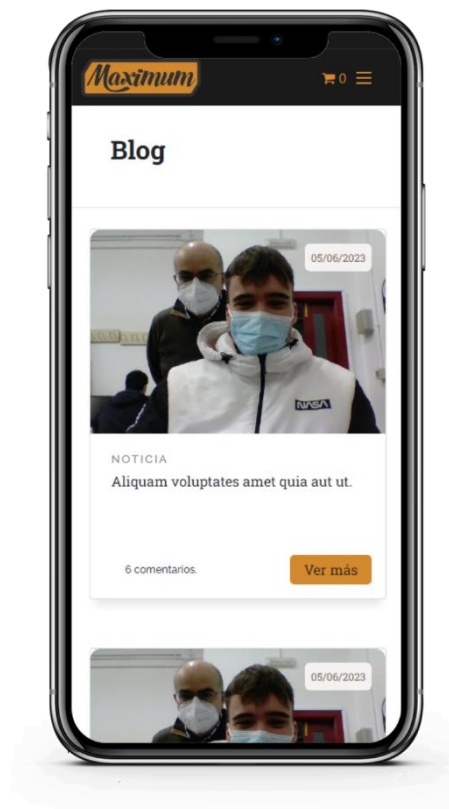 Maximum
0
Blog
05/06/2023
NASA
NOTICIA
Aliquam voluptates amet quia aut ut.
6 comentarios.
Ver más
05/06/2023